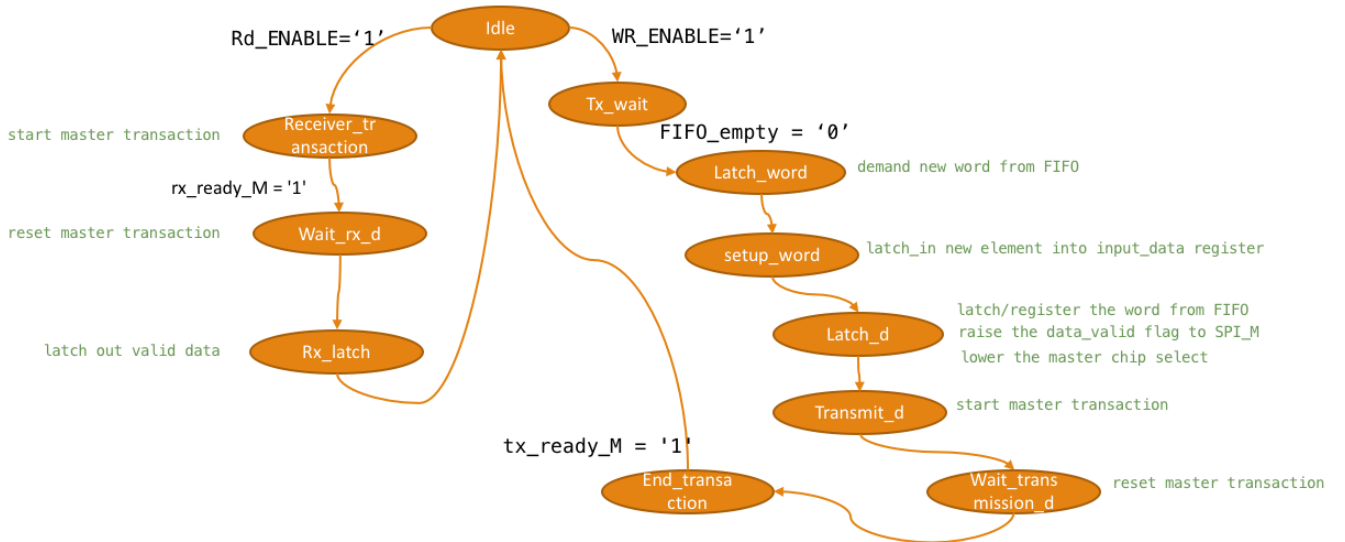 Idle
Rd_ENABLE=‘1’
WR_ENABLE=‘1’
Tx_wait
start master transaction
Receiver_tr
ansaction
FIFO_empty = ‘0’
Latch_word
demand new word from FIFO
rx_ready_M = '1'
reset master transaction
Wait_rx_d
setup_word
latch_in new element into input_data register
latch/register the word from FIFO
raise the data_valid flag to SPI_M
lower the master chip select
Latch_d
latch out valid data
Rx_latch
Transmit_d
start master transaction
tx_ready_M = '1'
End_transa
ction
Wait_trans
mission_d
reset master transaction